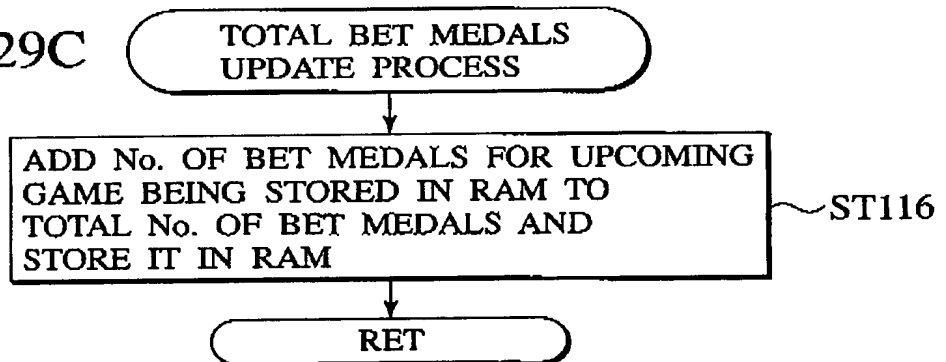 29C
TOTAL BET MEDALS
UPDATE PROCESS
ADD No. OF BET MEDALS FOR UPCOMING
GAME BEING STORED IN RAM TO
TOTAL No. OF BET MEDALS AND
STORE IT IN RAM
ST116
RET